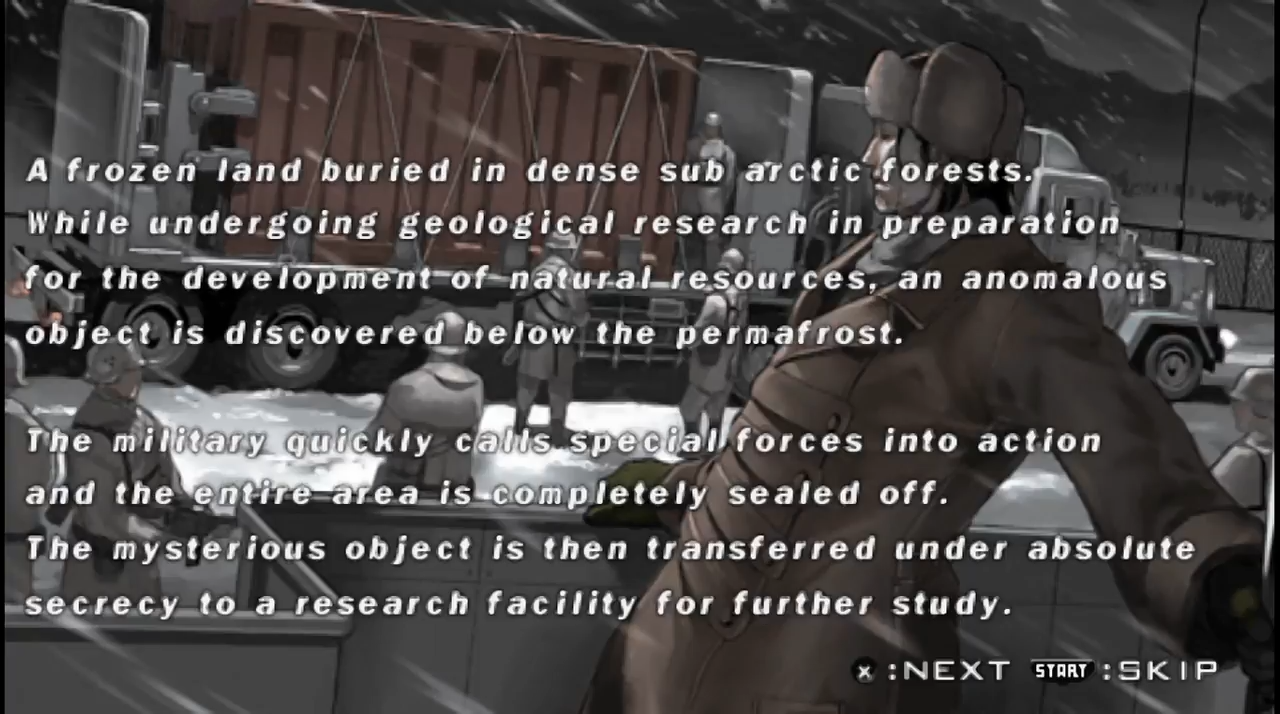 A frozen land buried in dense sub arctic forests.
While undergoing geological research in preparation
for the development of natural resources, an anomalous
object is discovered below the permafrost.
The military quickly calls special forces into action
and the entire area is completely sealed off.
The mysterious object is then transferred under absolute
secrecy to a research facility for further study.
X :NEXT START :SKIP